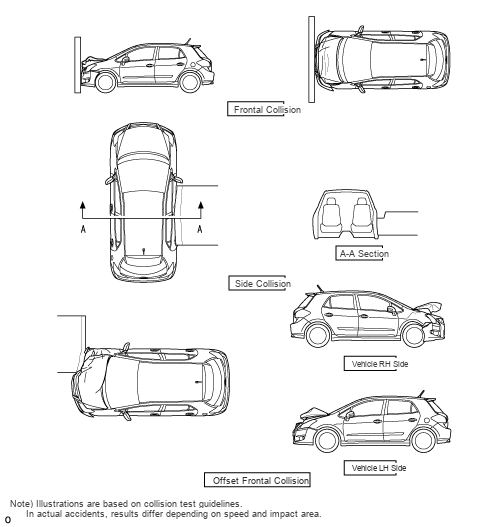 Frontal Collision
A A
A-A Section
Side Collision
Vehicle RH Side
Vehicle LH Side
Offset Frontal Collision
Note) Illustrations are based on collision test guidelines.
In actual accidents, results differ depending on speed and impact area.
O